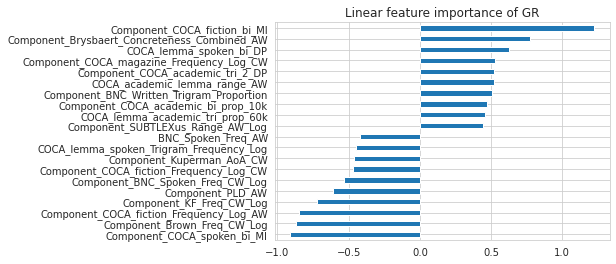 Linear feature importance of GR
Component_COCA_fiction_bi_MI
Component_Brysbaert_Concreteness_Combined_AW
COCA_lemma_spoken_bi_DP
Component_COCA_magazine_Frequency_Log_CW
Component_COCA_academic_tri_2_DP
COCA_academic_lemma_range_AW
Component_BNC_Written_Trigram_Proportion
Component_COCA_academic_bi_prop_10k
COCA_lemma_academic_tri_prop_60k
Component_SUBTLEXus_Range_AW_Log
BNC_Spoken_Freq_AW
COCA_lemma_spoken_Trigram_Frequency_Log
Component_Kuperman_AoA_CW
Component_COCA_fiction_Frequency_Log_CW
Component_BNC_Spoken_Freq_CW_Log
Component_PLD_AW
Component_KF_Freq_CW_Log
Component_COCA_fiction_Frequency_Log_AW
Component_Brown_Freq_CW_Log
Component_COCA_spoken_bi_MI
−1.0 −0.5 0.0 0.5 1.0